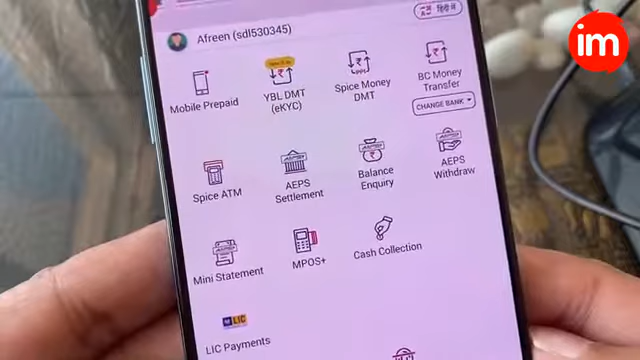 im
हिन्दी में
Afreen (sdl530345)
Mobile Prepaid
YBL DMT
(eKYC)
Spice Money
DMT
BC Money
Transfer
CHANGE BANK
Spice ATM
AEPS
Settlement
Balance
Enquiry
AEPS
Withdraw
Mini Statement
MPOS+
Cash Collection
LIC
LIC Payments